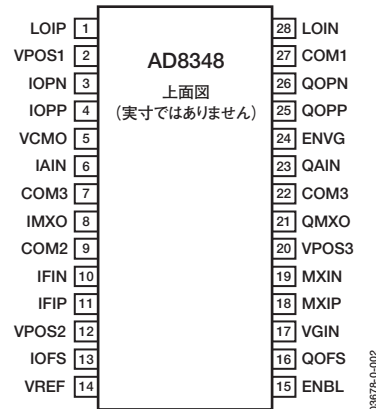 LOIP 1
VPOS1 2
IOPN 3
IOPP 4
VCMO 5
IAIN 6
COM3 7
IMXO 8
COM2 9
IFIN 10
IFIP 11
VPOS2 12
IOFS 13
VREF 14
AD8348
上面図
(実寸ではありません)
28 LOIN
27 COM1
26 QOPN
25 QOPP
24 ENVG
23 QAIN
22 COM3
21 QMXO
20 VPOS3
19 MXIN
18 MXIP
17 VGIN
16 QOFS
15 ENBL
03678-0-002